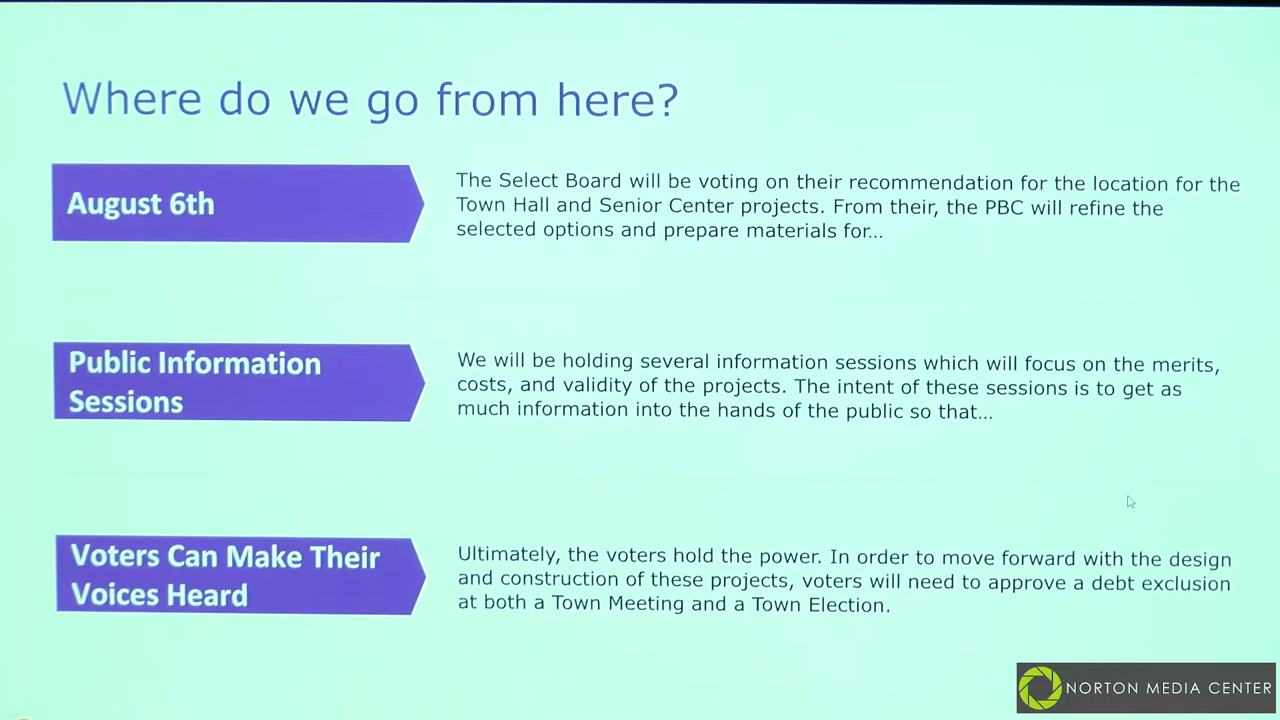 Where do we go from here?
August 6th
The Select Board will be voting on their recommendation for the location for the
Town Hall and Senior Center projects. From their, the PBC will refine the
selected options and prepare materials for...
Public Information
Sessions
We will be holding several information sessions which will focus on the merits,
costs, and validity of the projects. The intent of these sessions is to get as
much information into the hands of the public so that...
Voters Can Make Their
Voices Heard
Ultimately, the voters hold the power. In order to move forward with the design
and construction of these projects, voters will need to approve a debt exclusion
at both a Town Meeting and a Town Election.
NORTON MEDIA CENTER